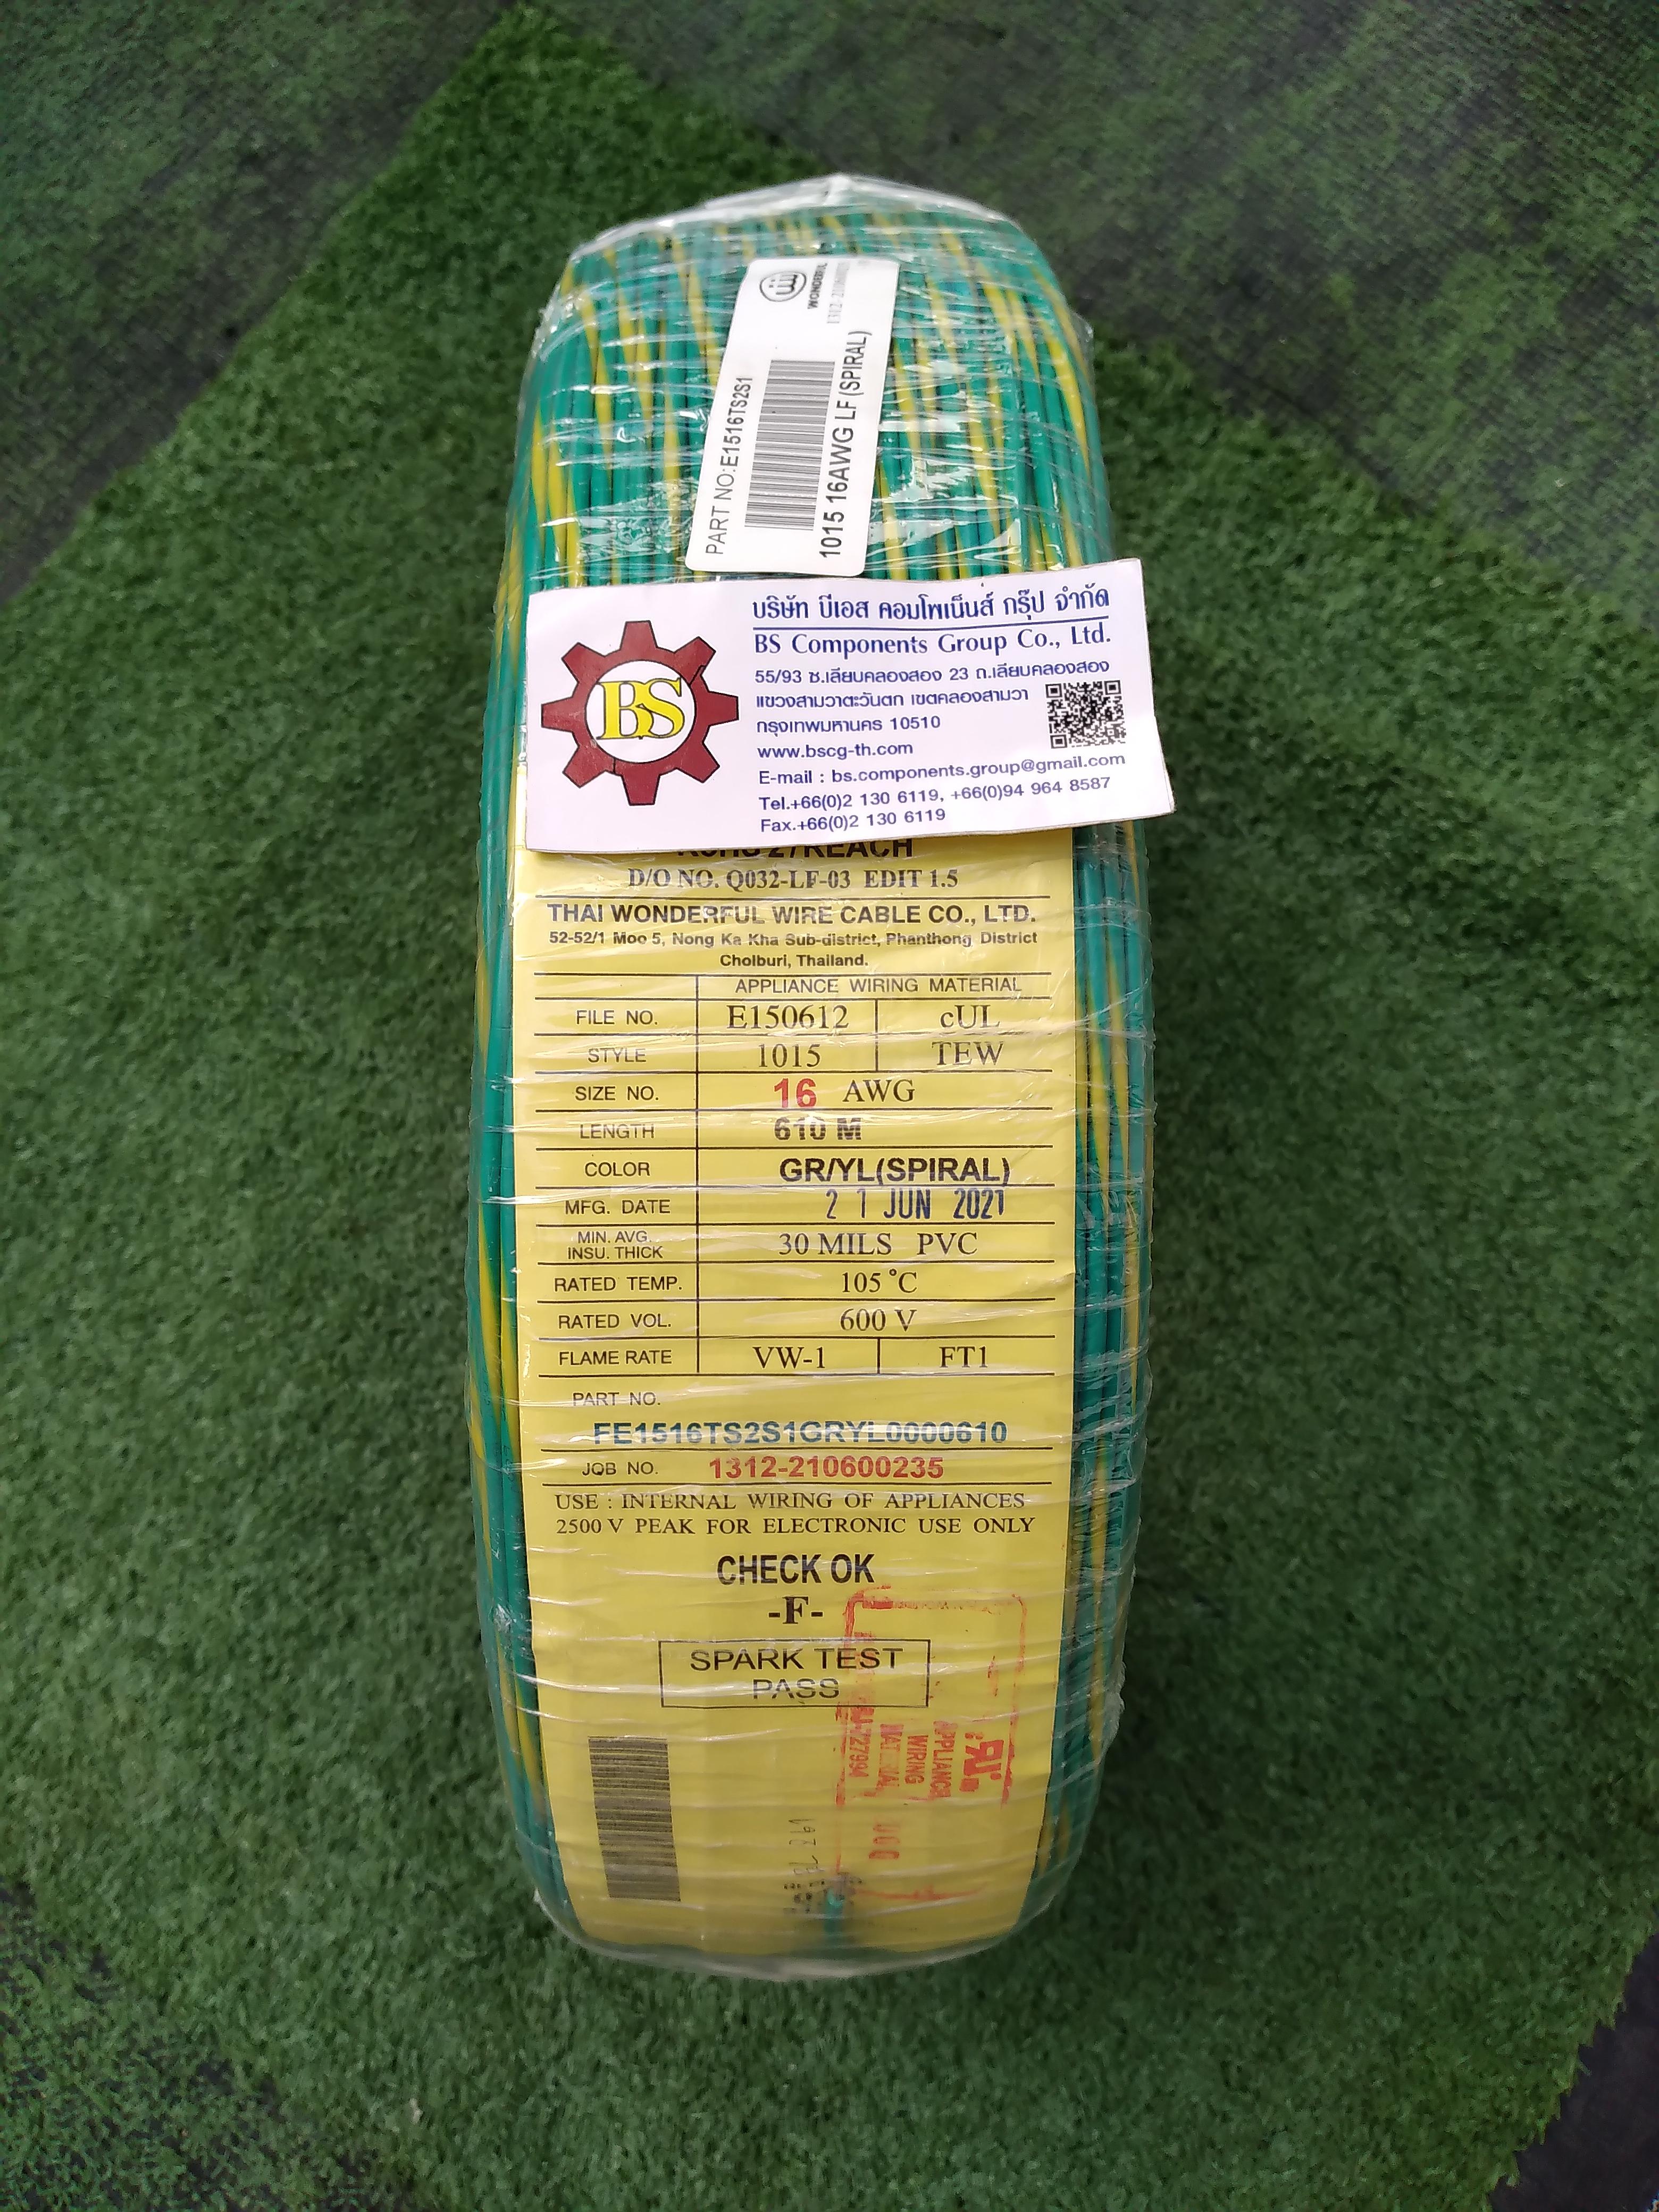 WONDERFUL
PART NO:E1516TS2S1
1015 16AWG LF (SPIRAL)
BS
บริษัท บีเอส คอมโพเน็นส์ กรุ๊ป จำกัด
BS Components Group Co., Ltd.
55/93 ซ.เลียบคลองสอง 23 ถ.เลียบคลองสอง
แขวงสามวาตะวันตก เขตคลองสามวา
กรุงเทพมหานคร 10510
www.bscg-th.com
E-mail : bs.components.group@gmail.com
Tel.+66(0)2 130 6119, +66(0)94 964 8587
Fax.+66(0)2 130 6119
RoHS 2 / REACH
D/O NO. Q032-LF-03 EDIT 1.5
THAI WONDERFUL WIRE CABLE CO., LTD.
52-52/1 Moo 5, Nong Ka Kha Sub-district, Phanthong District
Cholburi, Thailand.
APPLIANCE WIRING MATERIAL
FILE NO. E150612 cUL
STYLE 1015 TEW
SIZE NO. 16 AWG
LENGTH 610 M
COLOR GR/YL(SPIRAL)
MFG. DATE 21 JUN 2021
MIN. AVG. INSU. THICK 30 MILS PVC
RATED TEMP. 105 °C
RATED VOL. 600 V
FLAME RATE VW-1 FT1
PART NO.
FE1516TS2S1GRYL0000610
JOB NO. 1312-210600235
USE : INTERNAL WIRING OF APPLIANCES
2500 V PEAK FOR ELECTRONIC USE ONLY
CHECK OK
-F-
SPARK TEST
PASS
APPLIANCE
WIRING
MATERIAL